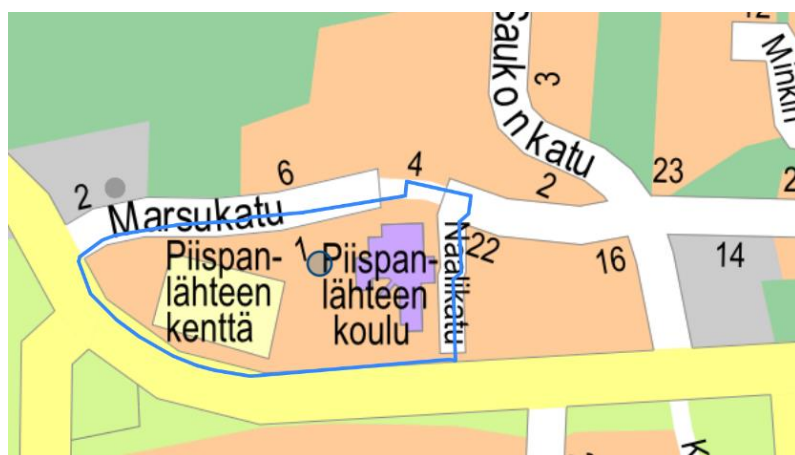 12
Minkin
Saukonkatu
3
23
2
6
4
2
2
Marsukatu
Naalikatu
22
1
Piispan-
lähteen
kenttä
Piispan-
lähteen
koulu
16
14
K